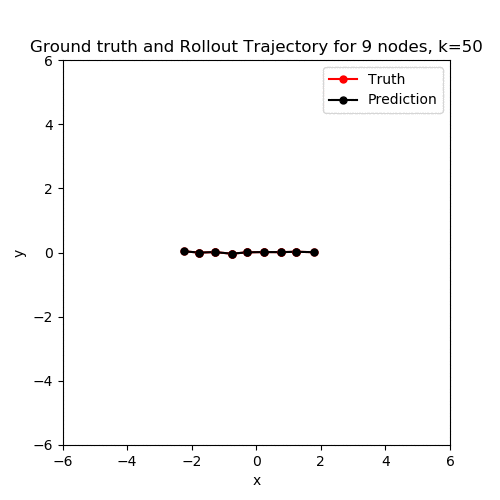 Ground truth and Rollout Trajectory for 9 nodes, k=50
Truth
Prediction
6
4
2
0
−2
−4
−6
y
−6 −4 −2 0 2 4 6
x